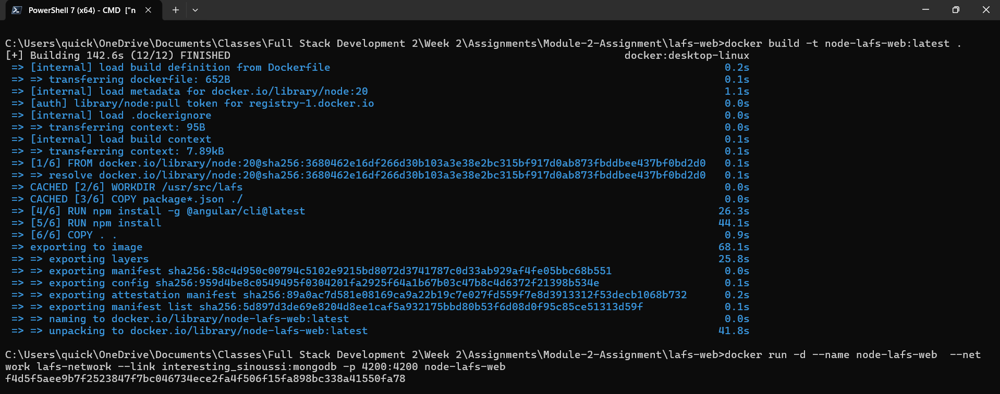 PowerShell 7 (x64) - CMD ["n
C:\Users\quick\OneDrive\Documents\Classes\Full Stack Development 2\Week 2\Assignments\Module-2-Assignment\lafs-web>docker build -t node-lafs-web:latest .
[+] Building 142.6s (12/12) FINISHED docker:desktop-linux
=> [internal] load build definition from Dockerfile 0.2s
=> => transferring dockerfile: 652B 0.1s
=> [internal] load metadata for docker.io/library/node:20 1.1s
=> [auth] library/node:pull token for registry-1.docker.io 0.0s
=> [internal] load .dockerignore 0.0s
=> => transferring context: 95B 0.0s
=> [internal] load build context 0.1s
=> => transferring context: 7.89kB 0.1s
=> [1/6] FROM docker.io/library/node:20@sha256:3680462e16df266d30b103a3e38e2bc315bf917d0ab873fbddbee437bf0bd2d0 0.1s
=> => resolve docker.io/library/node:20@sha256:3680462e16df266d30b103a3e38e2bc315bf917d0ab873fbddbee437bf0bd2d0 0.1s
=> CACHED [2/6] WORKDIR /usr/src/lafs 0.0s
=> CACHED [3/6] COPY package*.json ./ 0.0s
=> [4/6] RUN npm install -g @angular/cli@latest 26.3s
=> [5/6] RUN npm install 44.1s
=> [6/6] COPY . . 0.9s
=> exporting to image 68.1s
=> => exporting layers 25.8s
=> => exporting manifest sha256:58c4d950c00794c5102e9215bd8072d3741787c0d33ab929af4fe05bbc68b551 0.0s
=> => exporting config sha256:959d4be8c0549495f0304201fa2925f64a1b67b03c47b8c4d6372f21398b534e 0.1s
=> => exporting attestation manifest sha256:89a0ac7d581e08169ca9a22b19c7e027fd559f7e8d3913312f53decb1068b732 0.2s
=> => exporting manifest list sha256:5d897d3de69e8204d8ee1caf5a932175bbd80b53f6d08d0f95c85ce51313d59f 0.1s
=> => naming to docker.io/library/node-lafs-web:latest 0.0s
=> => unpacking to docker.io/library/node-lafs-web:latest 41.8s
C:\Users\quick\OneDrive\Documents\Classes\Full Stack Development 2\Week 2\Assignments\Module-2-Assignment\lafs-web>docker run -d --name node-lafs-web  --net
work lafs-network --link interesting_sinoussi:mongodb -p 4200:4200 node-lafs-web
f4d5f5aee9b7f2523847f7bc046734ece2fa4f506f15fa898bc338a41550fa78